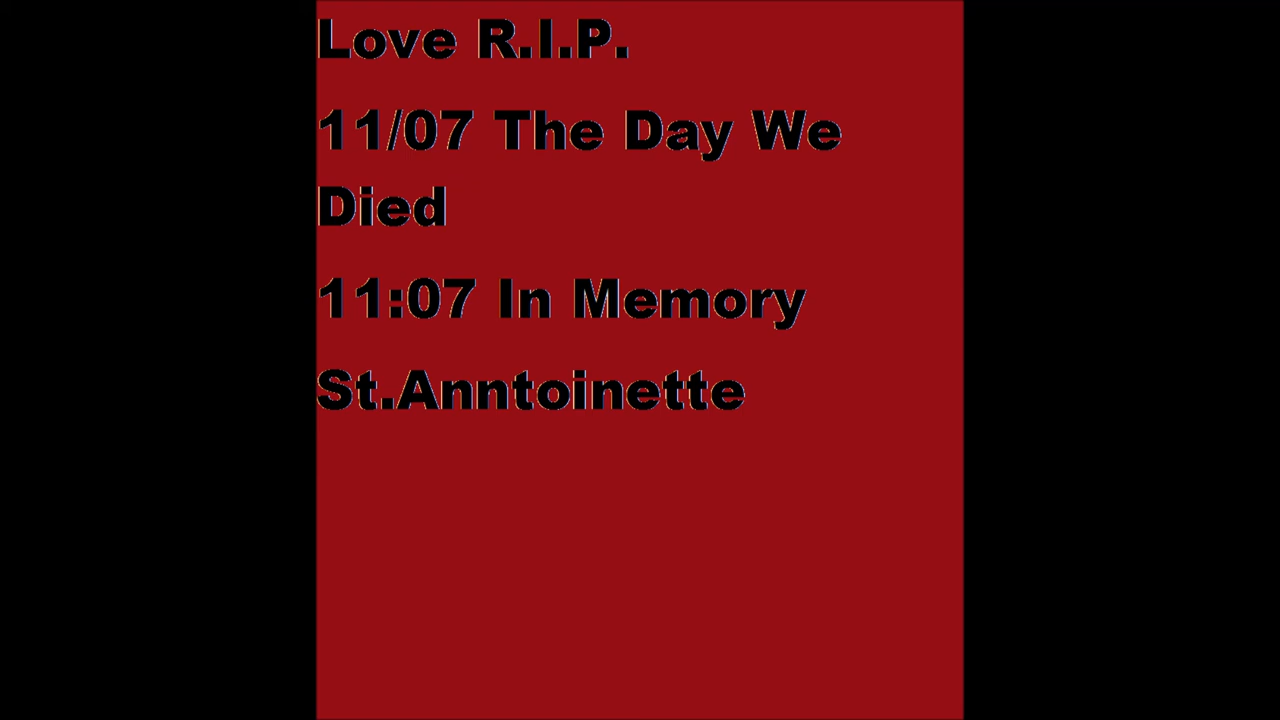 Love R.I.P.
11/07 The Day We
Died
11:07 In Memory
St.Anntoinette